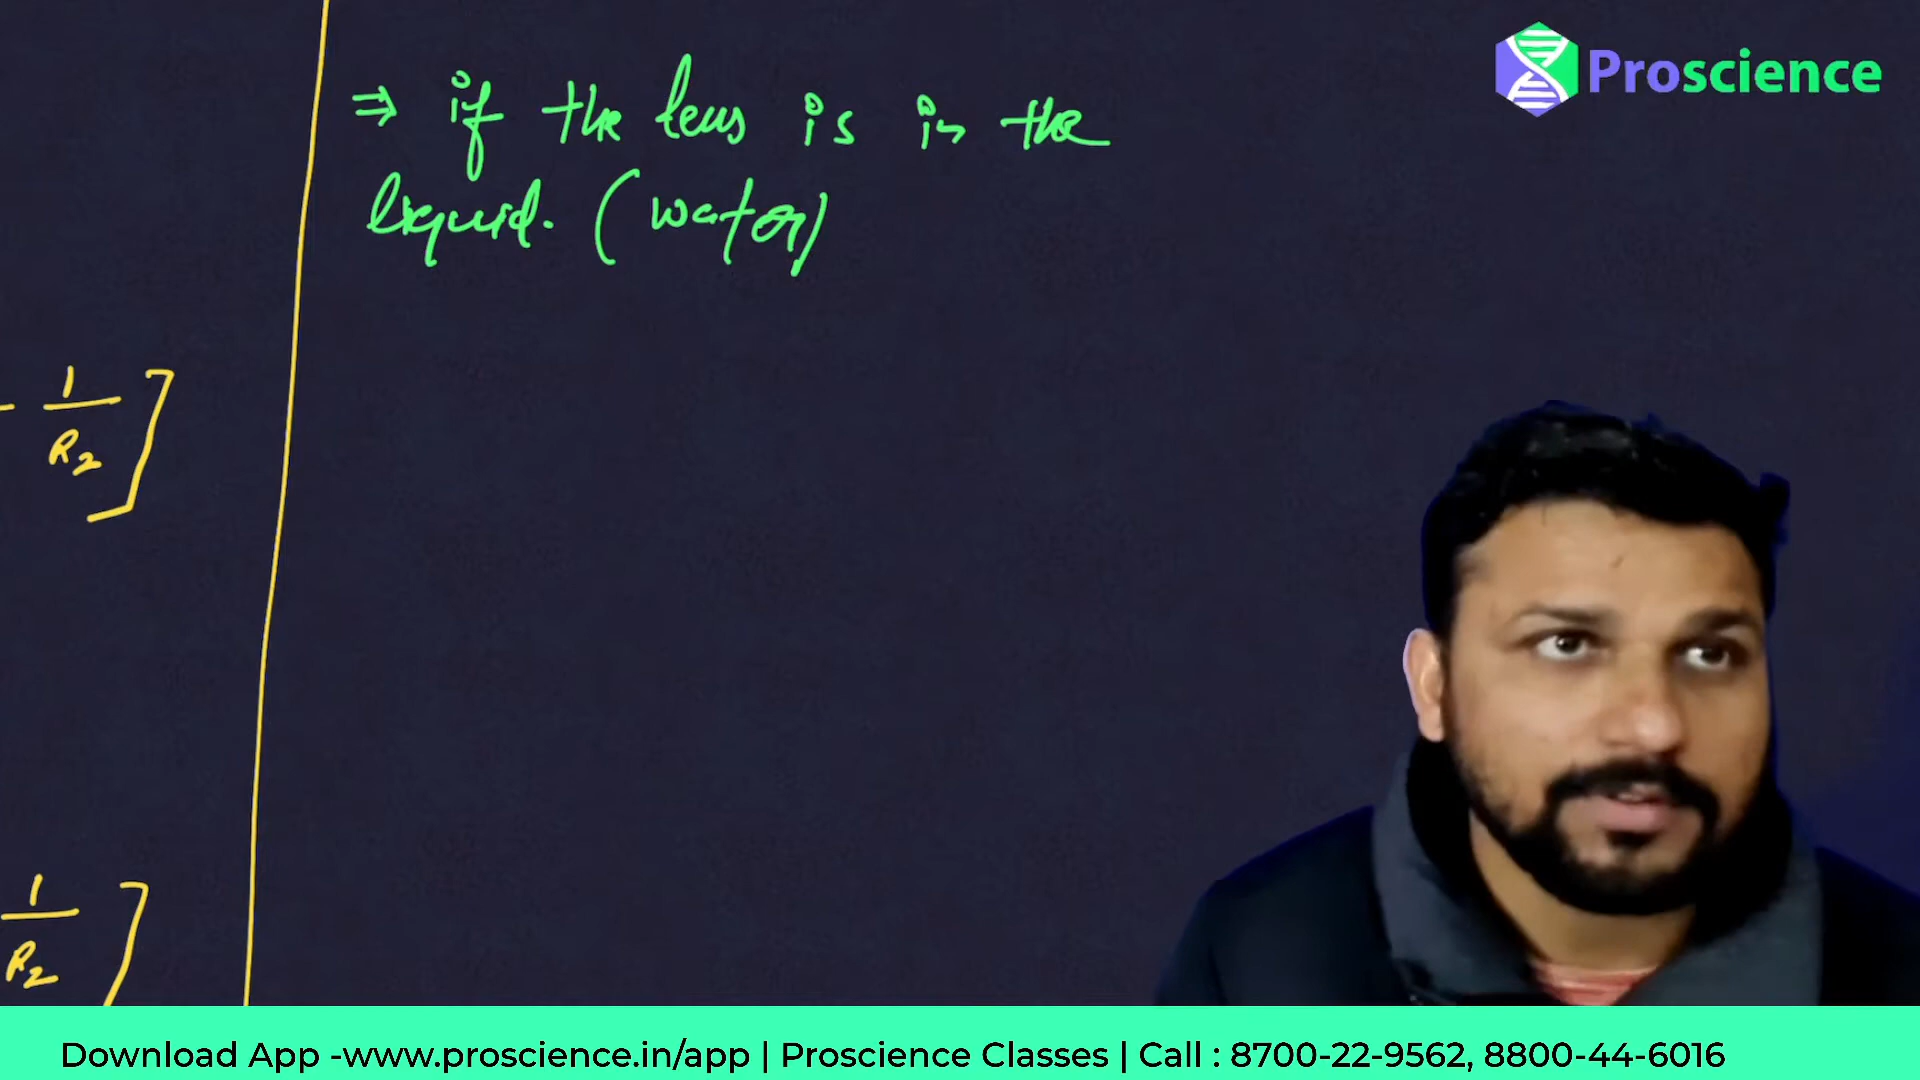 ⇒ if the lens is in the
liquid. (water)
Proscience
- 1/R₂ ]
1/R₂ ]
Download App -www.proscience.in/app | Proscience Classes | Call : 8700-22-9562, 8800-44-6016